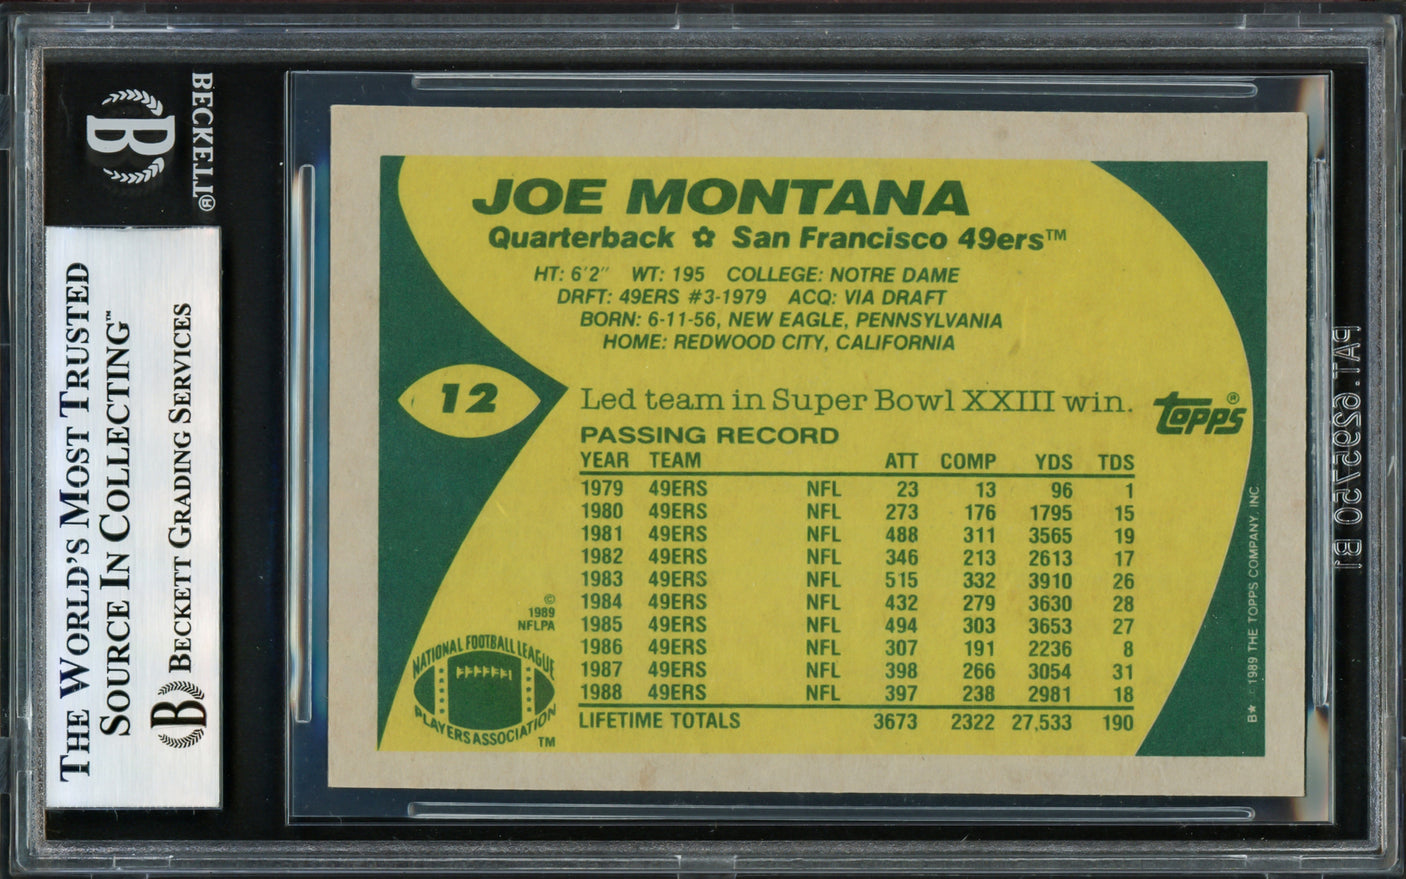 BECKETT®
B
THE WORLD'S MOST TRUSTED
SOURCE IN COLLECTING™
B BECKETT GRADING SERVICES
JOE MONTANA
Quarterback ✿ San Francisco 49ers™
HT: 6'2" WT: 195 COLLEGE: NOTRE DAME
DRFT: 49ERS #3-1979 ACQ: VIA DRAFT
BORN: 6-11-56, NEW EAGLE, PENNSYLVANIA
HOME: REDWOOD CITY, CALIFORNIA
12
Led team in Super Bowl XXIII win.
topps®
PASSING RECORD
YEAR TEAM ATT COMP YDS TDS
1979 49ERS NFL 23 13 96 1
1980 49ERS NFL 273 176 1795 15
1981 49ERS NFL 488 311 3565 19
1982 49ERS NFL 346 213 2613 17
1983 49ERS NFL 515 332 3910 26
1984 49ERS NFL 432 279 3630 28
1985 49ERS NFL 494 303 3653 27
1986 49ERS NFL 307 191 2236 8
1987 49ERS NFL 398 266 3054 31
1988 49ERS NFL 397 238 2981 18
LIFETIME TOTALS 3673 2322 27,533 190
©
1989
NFLPA
NATIONAL FOOTBALL LEAGUE
PLAYERS ASSOCIATION
TM
B★ © 1989 THE TOPPS COMPANY, INC.
PAT. 6295750 B1